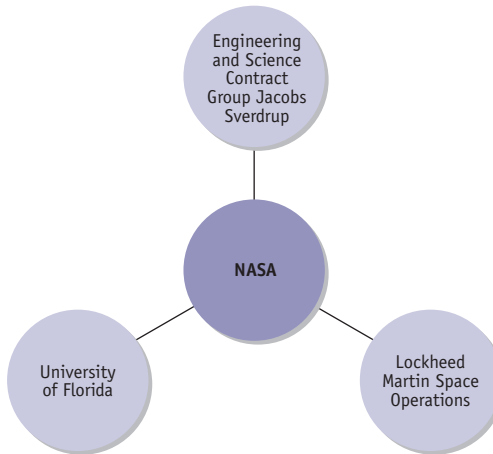 Engineering
and Science
Contract
Group Jacobs
Sverdrup
NASA
University
of Florida
Lockheed
Martin Space
Operations